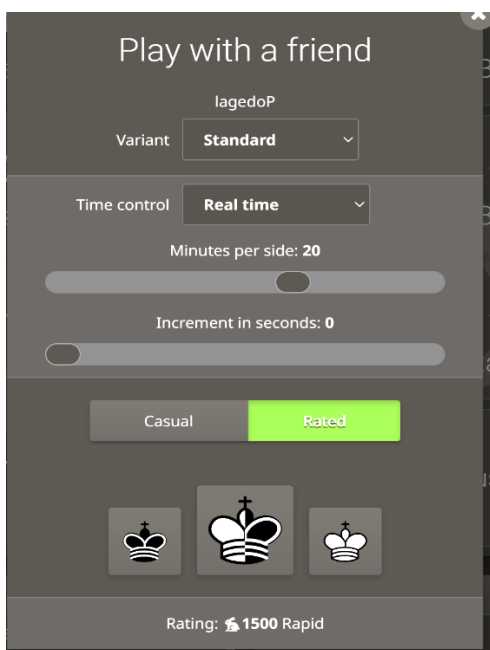 Play with a friend
lagedoP
Variant Standard
Time control Real time
Minutes per side: 20
Increment in seconds: 0
Casual Rated
Rating: 1500 Rapid